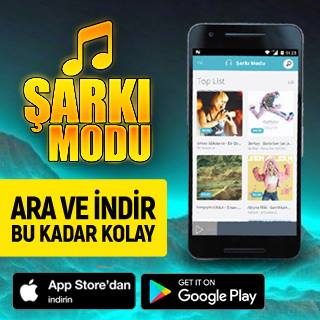 ŞARKI
MODU
ARA VE İNDİR
BU KADAR KOLAY
App Store'dan
indirin
GET IT ON
Google Play
Şarkı Modu
Top List